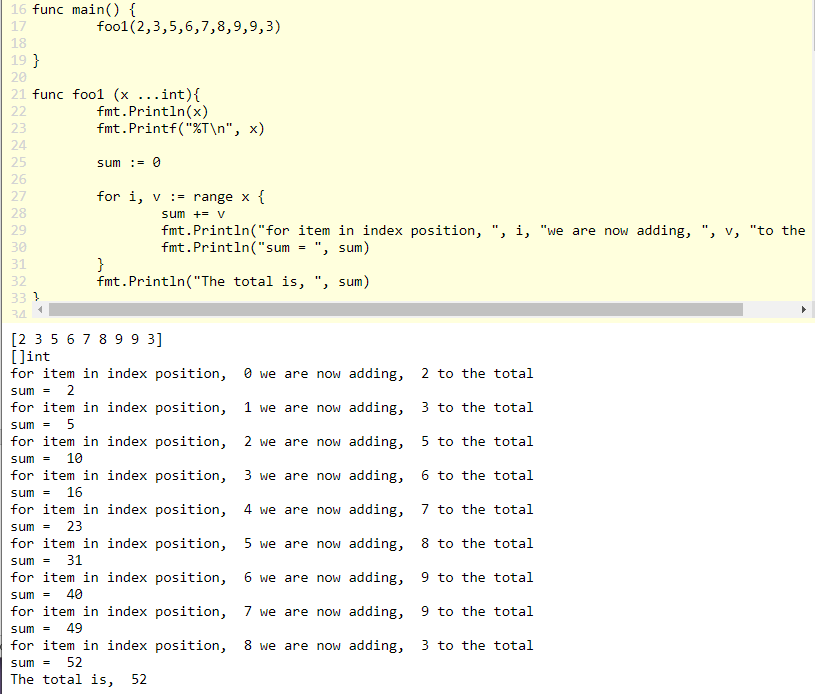 16 func main() {
17         foo1(2,3,5,6,7,8,9,9,3)
18
19 }
20
21 func foo1 (x ...int){
22         fmt.Println(x)
23         fmt.Printf("%T\n", x)
24
25         sum := 0
26
27         for i, v := range x {
28                 sum += v
29                 fmt.Println("for item in index position, ", i, "we are now adding, ", v, "to the
30                 fmt.Println("sum = ", sum)
31         }
32         fmt.Println("The total is, ", sum)
33 }
34
[2 3 5 6 7 8 9 9 3]
[]int
for item in index position,  0 we are now adding,  2 to the total
sum =  2
for item in index position,  1 we are now adding,  3 to the total
sum =  5
for item in index position,  2 we are now adding,  5 to the total
sum =  10
for item in index position,  3 we are now adding,  6 to the total
sum =  16
for item in index position,  4 we are now adding,  7 to the total
sum =  23
for item in index position,  5 we are now adding,  8 to the total
sum =  31
for item in index position,  6 we are now adding,  9 to the total
sum =  40
for item in index position,  7 we are now adding,  9 to the total
sum =  49
for item in index position,  8 we are now adding,  3 to the total
sum =  52
The total is,  52